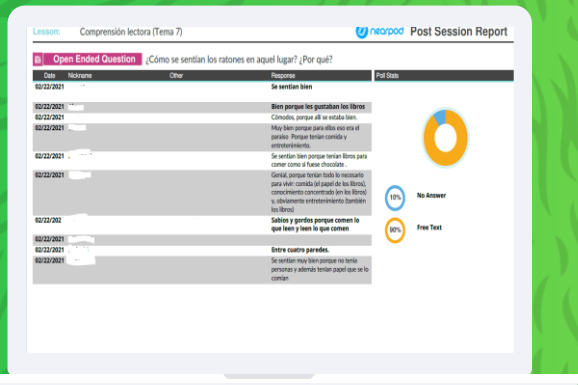 Lesson: Comprensión lectora (Tema 7) nearpod Post Session Report
Open Ended Question ¿Cómo se sentían los ratones en aquel lugar? ¿Por qué?
Date Nickname Other Response Poll Stats
02/22/2021 Se sentían bien
02/22/2021 Bien porque les gustaban los libros
02/22/2021 Cómodos, porque allí se estaba bien.
02/22/2021 Muy bien porque para ellos eso era el
paraíso Porque tenían comida y
entretenimiento.
02/22/2021 Se sentían bien porque tenían libros para
comer como si fuese chocolate .
02/22/2021 Genial, porque tenían todo lo necesario
para vivir: comida (el papel de los libros),
conocimiento concentrado (en los libros)
y, obviamente entretenimiento (también
los libros)
02/22/202 Sabios y gordos porque comen lo
que leen y leen lo que comen
02/22/2021
02/22/2021 Entre cuatro paredes.
02/22/2021 Se sentían muy bien porque no tenía
personas y además tenían papel que se lo
comían
10% No Answer
90% Free Text